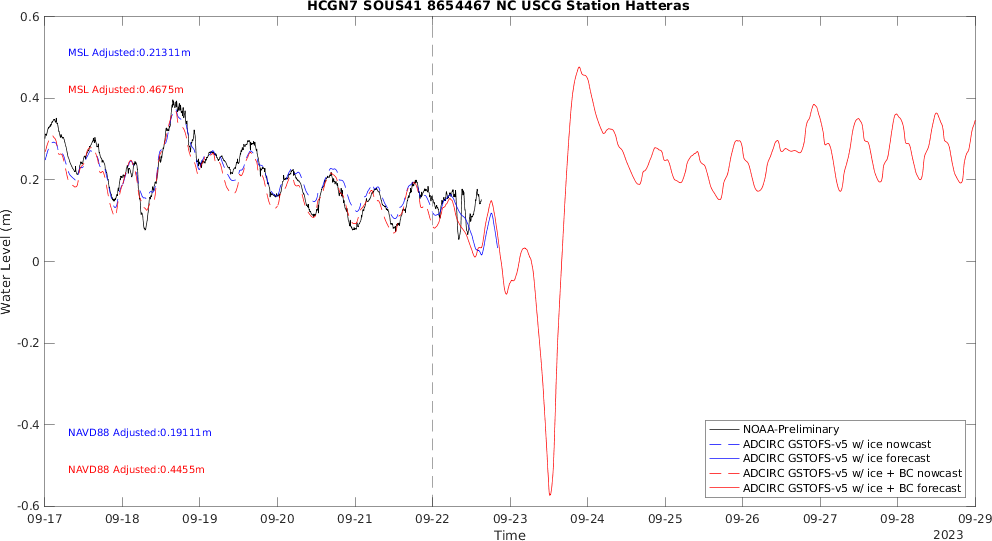 HCGN7 SOUS41 8654467 NC USCG Station Hatteras
0.6
0.4
0.2
0
-0.2
-0.4
-0.6
Water Level (m)
MSL Adjusted:0.21311m
MSL Adjusted:0.4675m
NAVD88 Adjusted:0.19111m
NAVD88 Adjusted:0.4455m
NOAA-Preliminary
ADCIRC GSTOFS-v5 w/ ice nowcast
ADCIRC GSTOFS-v5 w/ ice forecast
ADCIRC GSTOFS-v5 w/ ice + BC nowcast
ADCIRC GSTOFS-v5 w/ ice + BC forecast
09-17 09-18 09-19 09-20 09-21 09-22 09-23 09-24 09-25 09-26 09-27 09-28 09-29
Time
2023